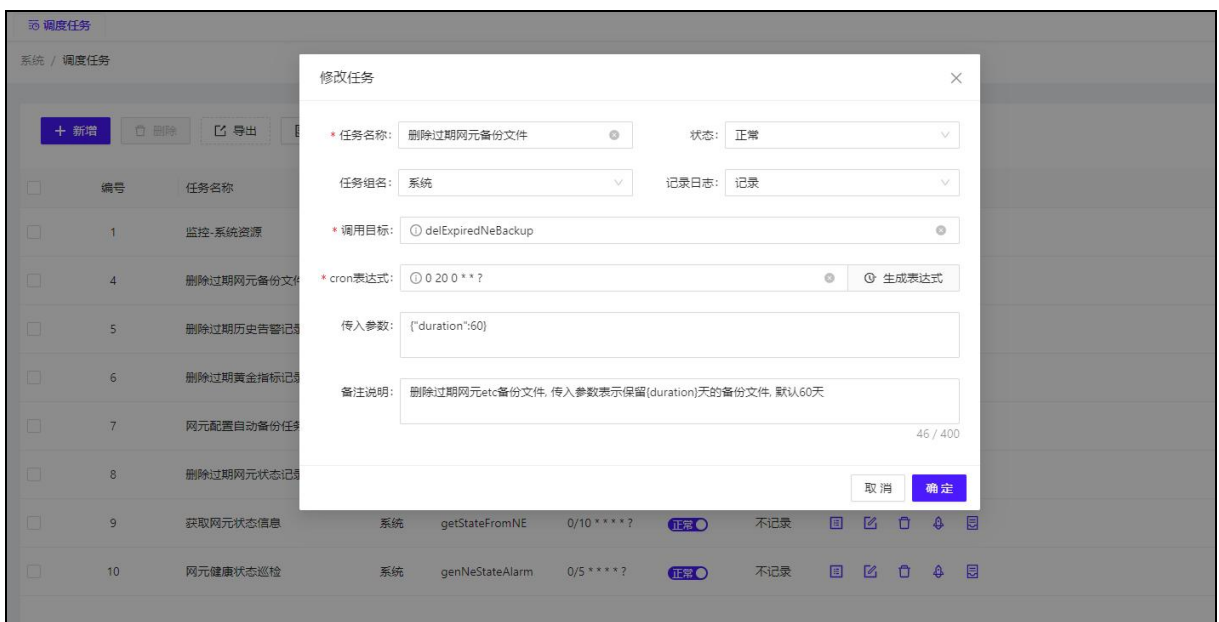 调度任务
系统 / 调度任务
修改任务
+ 新增 删除 导出
* 任务名称: 删除过期网元备份文件 状态: 正常
任务组名: 系统 记录日志: 记录
* 调用目标: delExpiredNeBackup
* cron表达式: 0 20 0 * * ? 生成表达式
传入参数: {"duration":60}
备注说明: 删除过期网元etc备份文件, 传入参数表示保留{duration}天的备份文件, 默认60天
46 / 400
取消 确定
编号 任务名称
1 监控-系统资源
4 删除过期网元备份文件
5 删除过期历史告警记录
6 删除过期黄金指标记录
7 网元配置自动备份任务
8 删除过期网元状态记录
9 获取网元状态信息 系统 getStateFromNE 0/10 * * * * ? 正常 不记录
10 网元健康状态巡检 系统 genNeStateAlarm 0/5 * * * * ? 正常 不记录